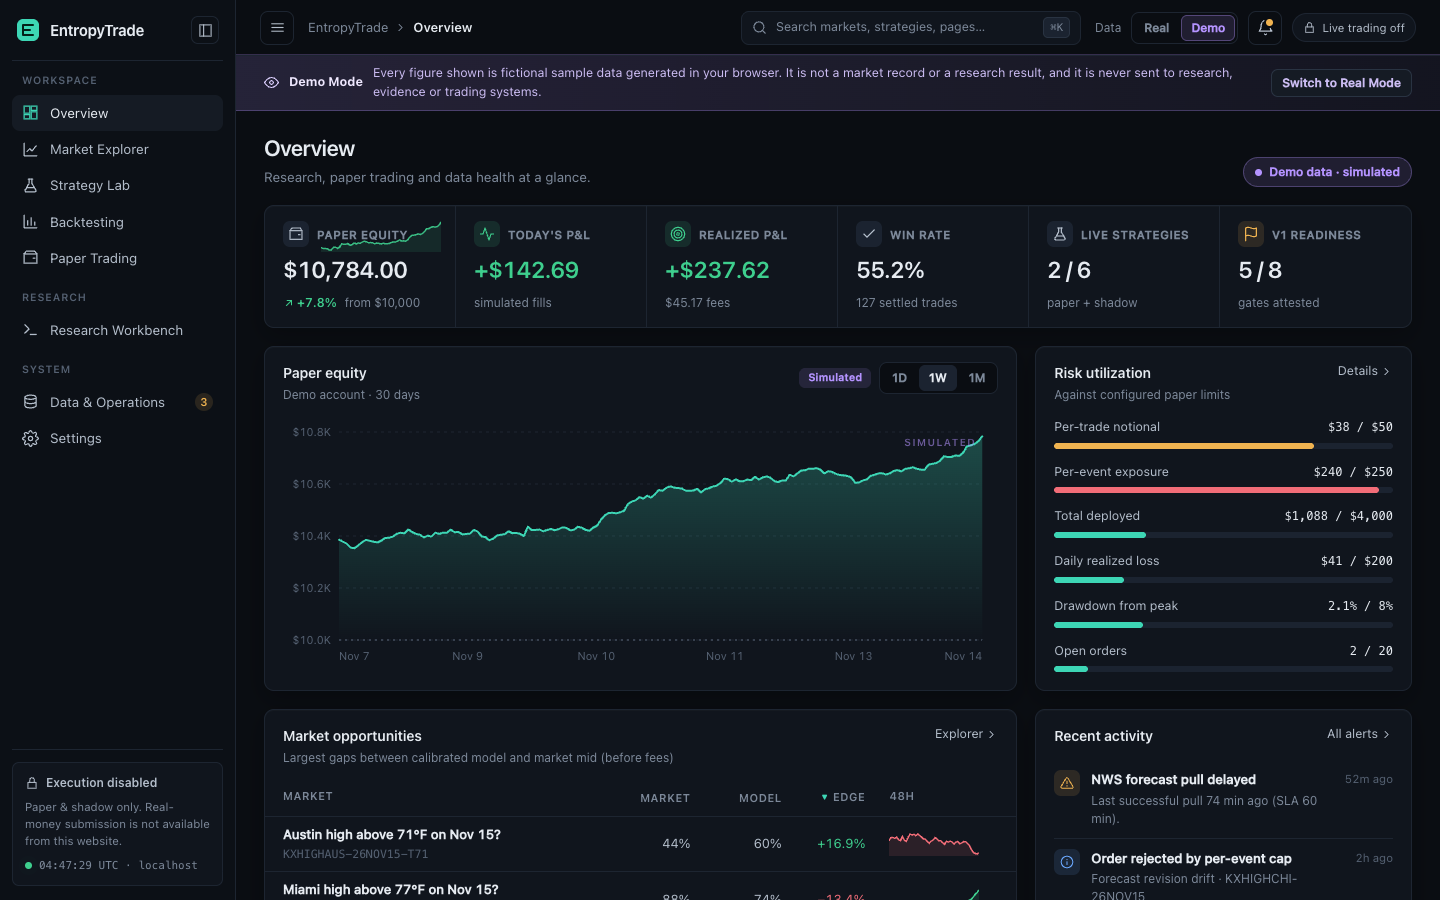 EntropyTrade
WORKSPACE
Overview
Market Explorer
Strategy Lab
Backtesting
Paper Trading
RESEARCH
Research Workbench
SYSTEM
Data & Operations 3
Settings
Execution disabled
Paper & shadow only. Real-
money submission is not available
from this website.
04:47:29 UTC · localhost
EntropyTrade > Overview
Search markets, strategies, pages... ⌘K
Data Real Demo
Live trading off
Demo Mode
Every figure shown is fictional sample data generated in your browser. It is not a market record or a research result, and it is never sent to research,
evidence or trading systems.
Switch to Real Mode
Overview
Research, paper trading and data health at a glance.
Demo data · simulated
PAPER EQUITY
$10,784.00
↗ +7.8% from $10,000
TODAY'S P&L
+$142.69
simulated fills
REALIZED P&L
+$237.62
$45.17 fees
WIN RATE
55.2%
127 settled trades
LIVE STRATEGIES
2 / 6
paper + shadow
V1 READINESS
5 / 8
gates attested
Paper equity
Demo account · 30 days
Simulated 1D 1W 1M
SIMULATED
$10.8K
$10.6K
$10.4K
$10.2K
$10.0K
Nov 7 Nov 9 Nov 10 Nov 11 Nov 13 Nov 14
Risk utilization Details >
Against configured paper limits
Per-trade notional $38 / $50
Per-event exposure $240 / $250
Total deployed $1,088 / $4,000
Daily realized loss $41 / $200
Drawdown from peak 2.1% / 8%
Open orders 2 / 20
Market opportunities Explorer >
Largest gaps between calibrated model and market mid (before fees)
MARKET MARKET MODEL ▼ EDGE 48H
Austin high above 71°F on Nov 15? 44% 60% +16.9%
KXHIGHAUS-26NOV15-T71
Miami high above 77°F on Nov 15? 88% 74% -13.4%
Recent activity All alerts >
NWS forecast pull delayed 52m ago
Last successful pull 74 min ago (SLA 60
min).
Order rejected by per-event cap 2h ago
Forecast revision drift · KXHIGHCHI-
26NOV15